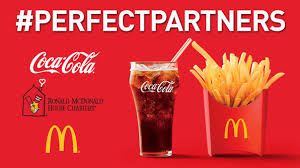 #PERFECTPARTNERS
Coca-Cola
Ronald McDonald
House Charities
Coca-Cola